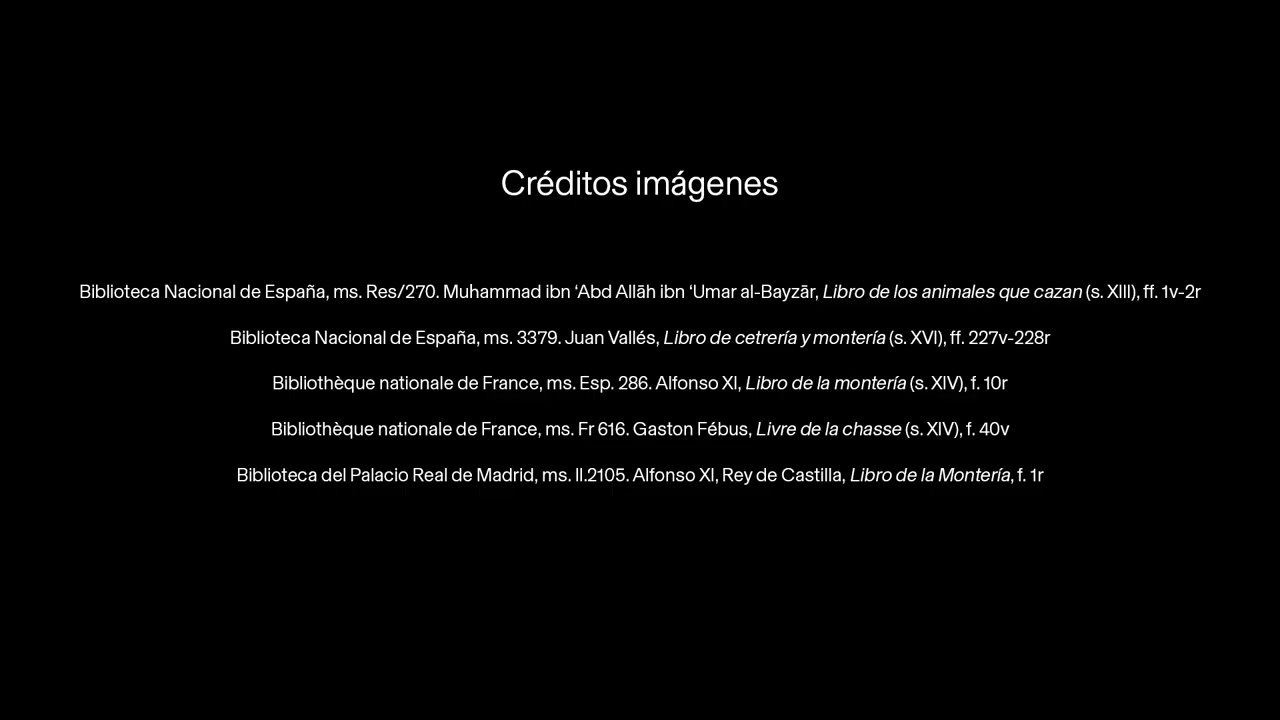 Créditos imágenes
Biblioteca Nacional de España, ms. Res/270. Muhammad ibn ‘Abd Allāh ibn ‘Umar al-Bayzār, Libro de los animales que cazan (s. XIII), ff. 1v-2r
Biblioteca Nacional de España, ms. 3379. Juan Vallés, Libro de cetrería y montería (s. XVI), ff. 227v-228r
Bibliothèque nationale de France, ms. Esp. 286. Alfonso XI, Libro de la montería (s. XIV), f. 10r
Bibliothèque nationale de France, ms. Fr 616. Gaston Fébus, Livre de la chasse (s. XIV), f. 40v
Biblioteca del Palacio Real de Madrid, ms. II.2105. Alfonso XI, Rey de Castilla, Libro de la Montería, f. 1r